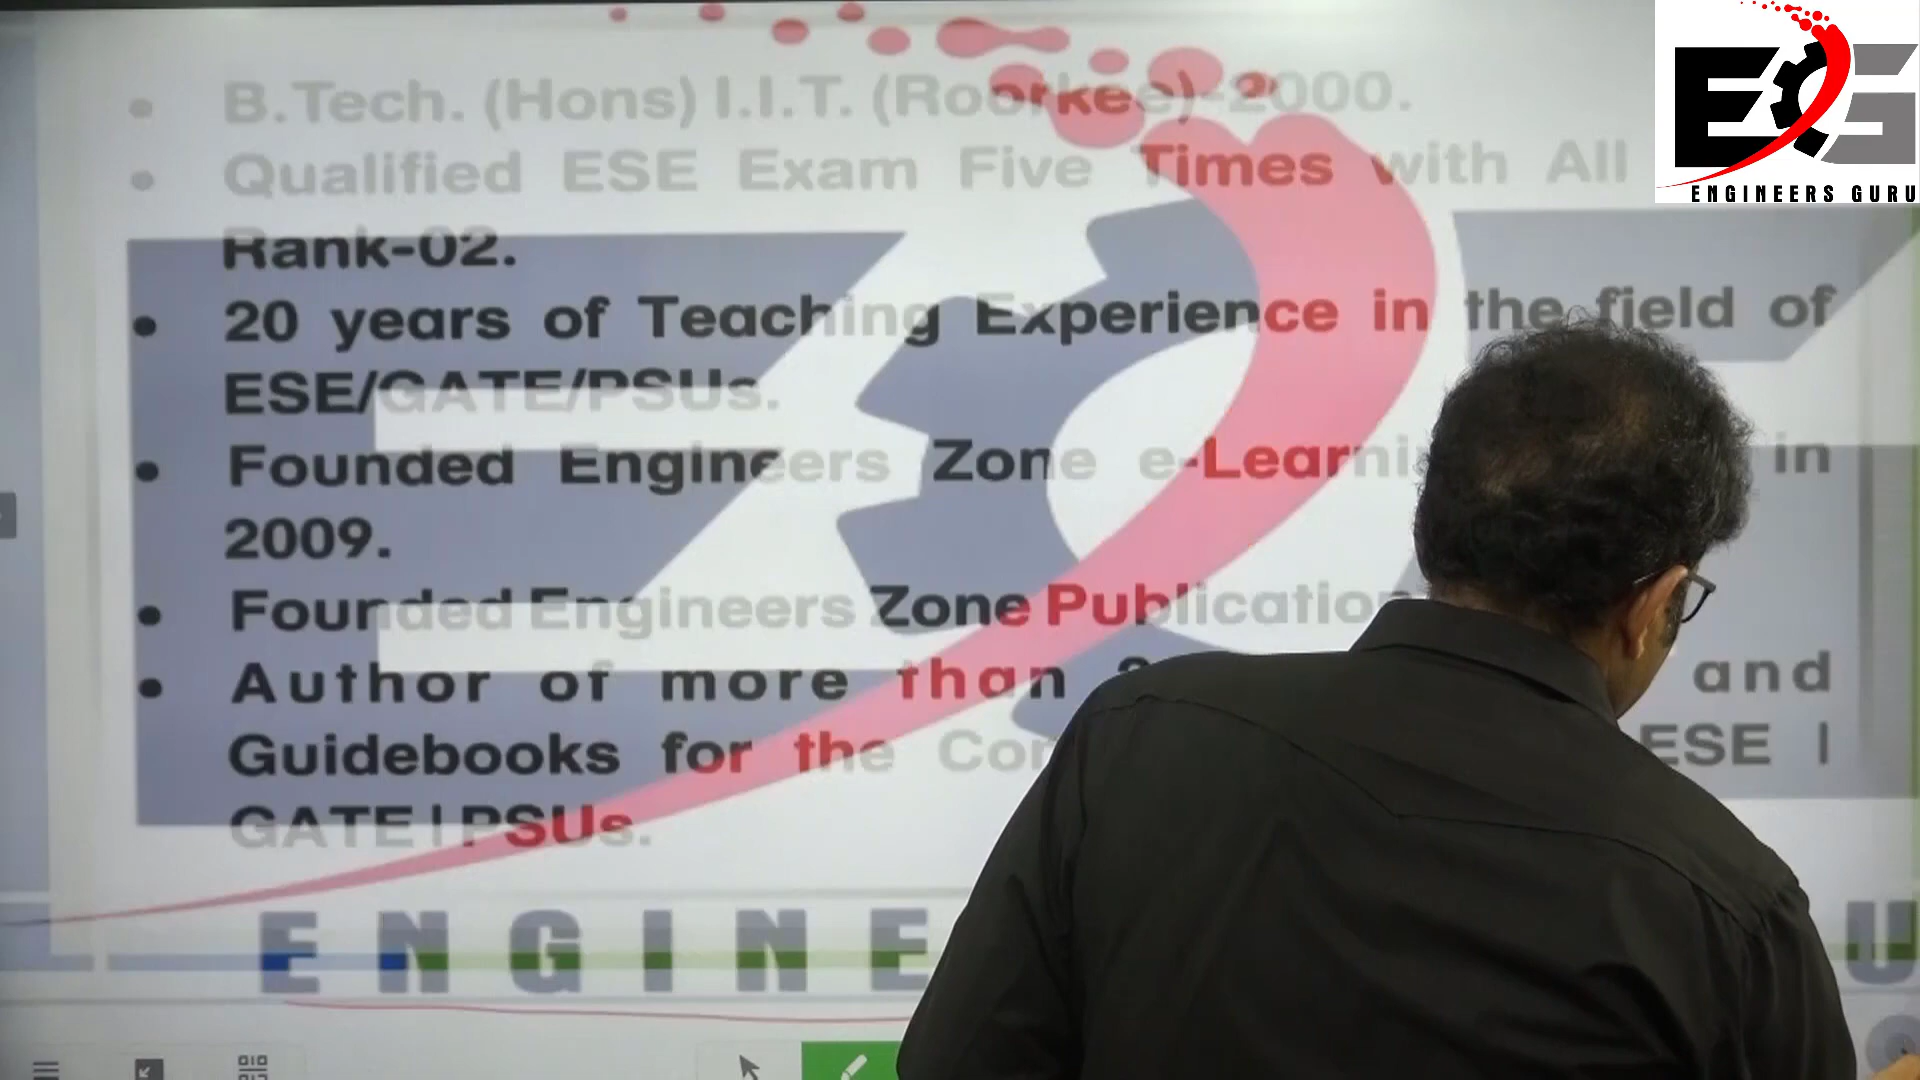 B.Tech. (Hons) I.I.T. (Roorkee)-2000.
Qualified ESE Exam Five Times with All
Rank-02.
20 years of Teaching Experience in the field of
ESE/GATE/PSUs.
Founded Engineers Zone e-Learni in
2009.
Founded Engineers Zone Publication
Author of more than and
Guidebooks for the ESE |
GATE | PSUs.
ENGINE U
EG
ENGINEERS GURU